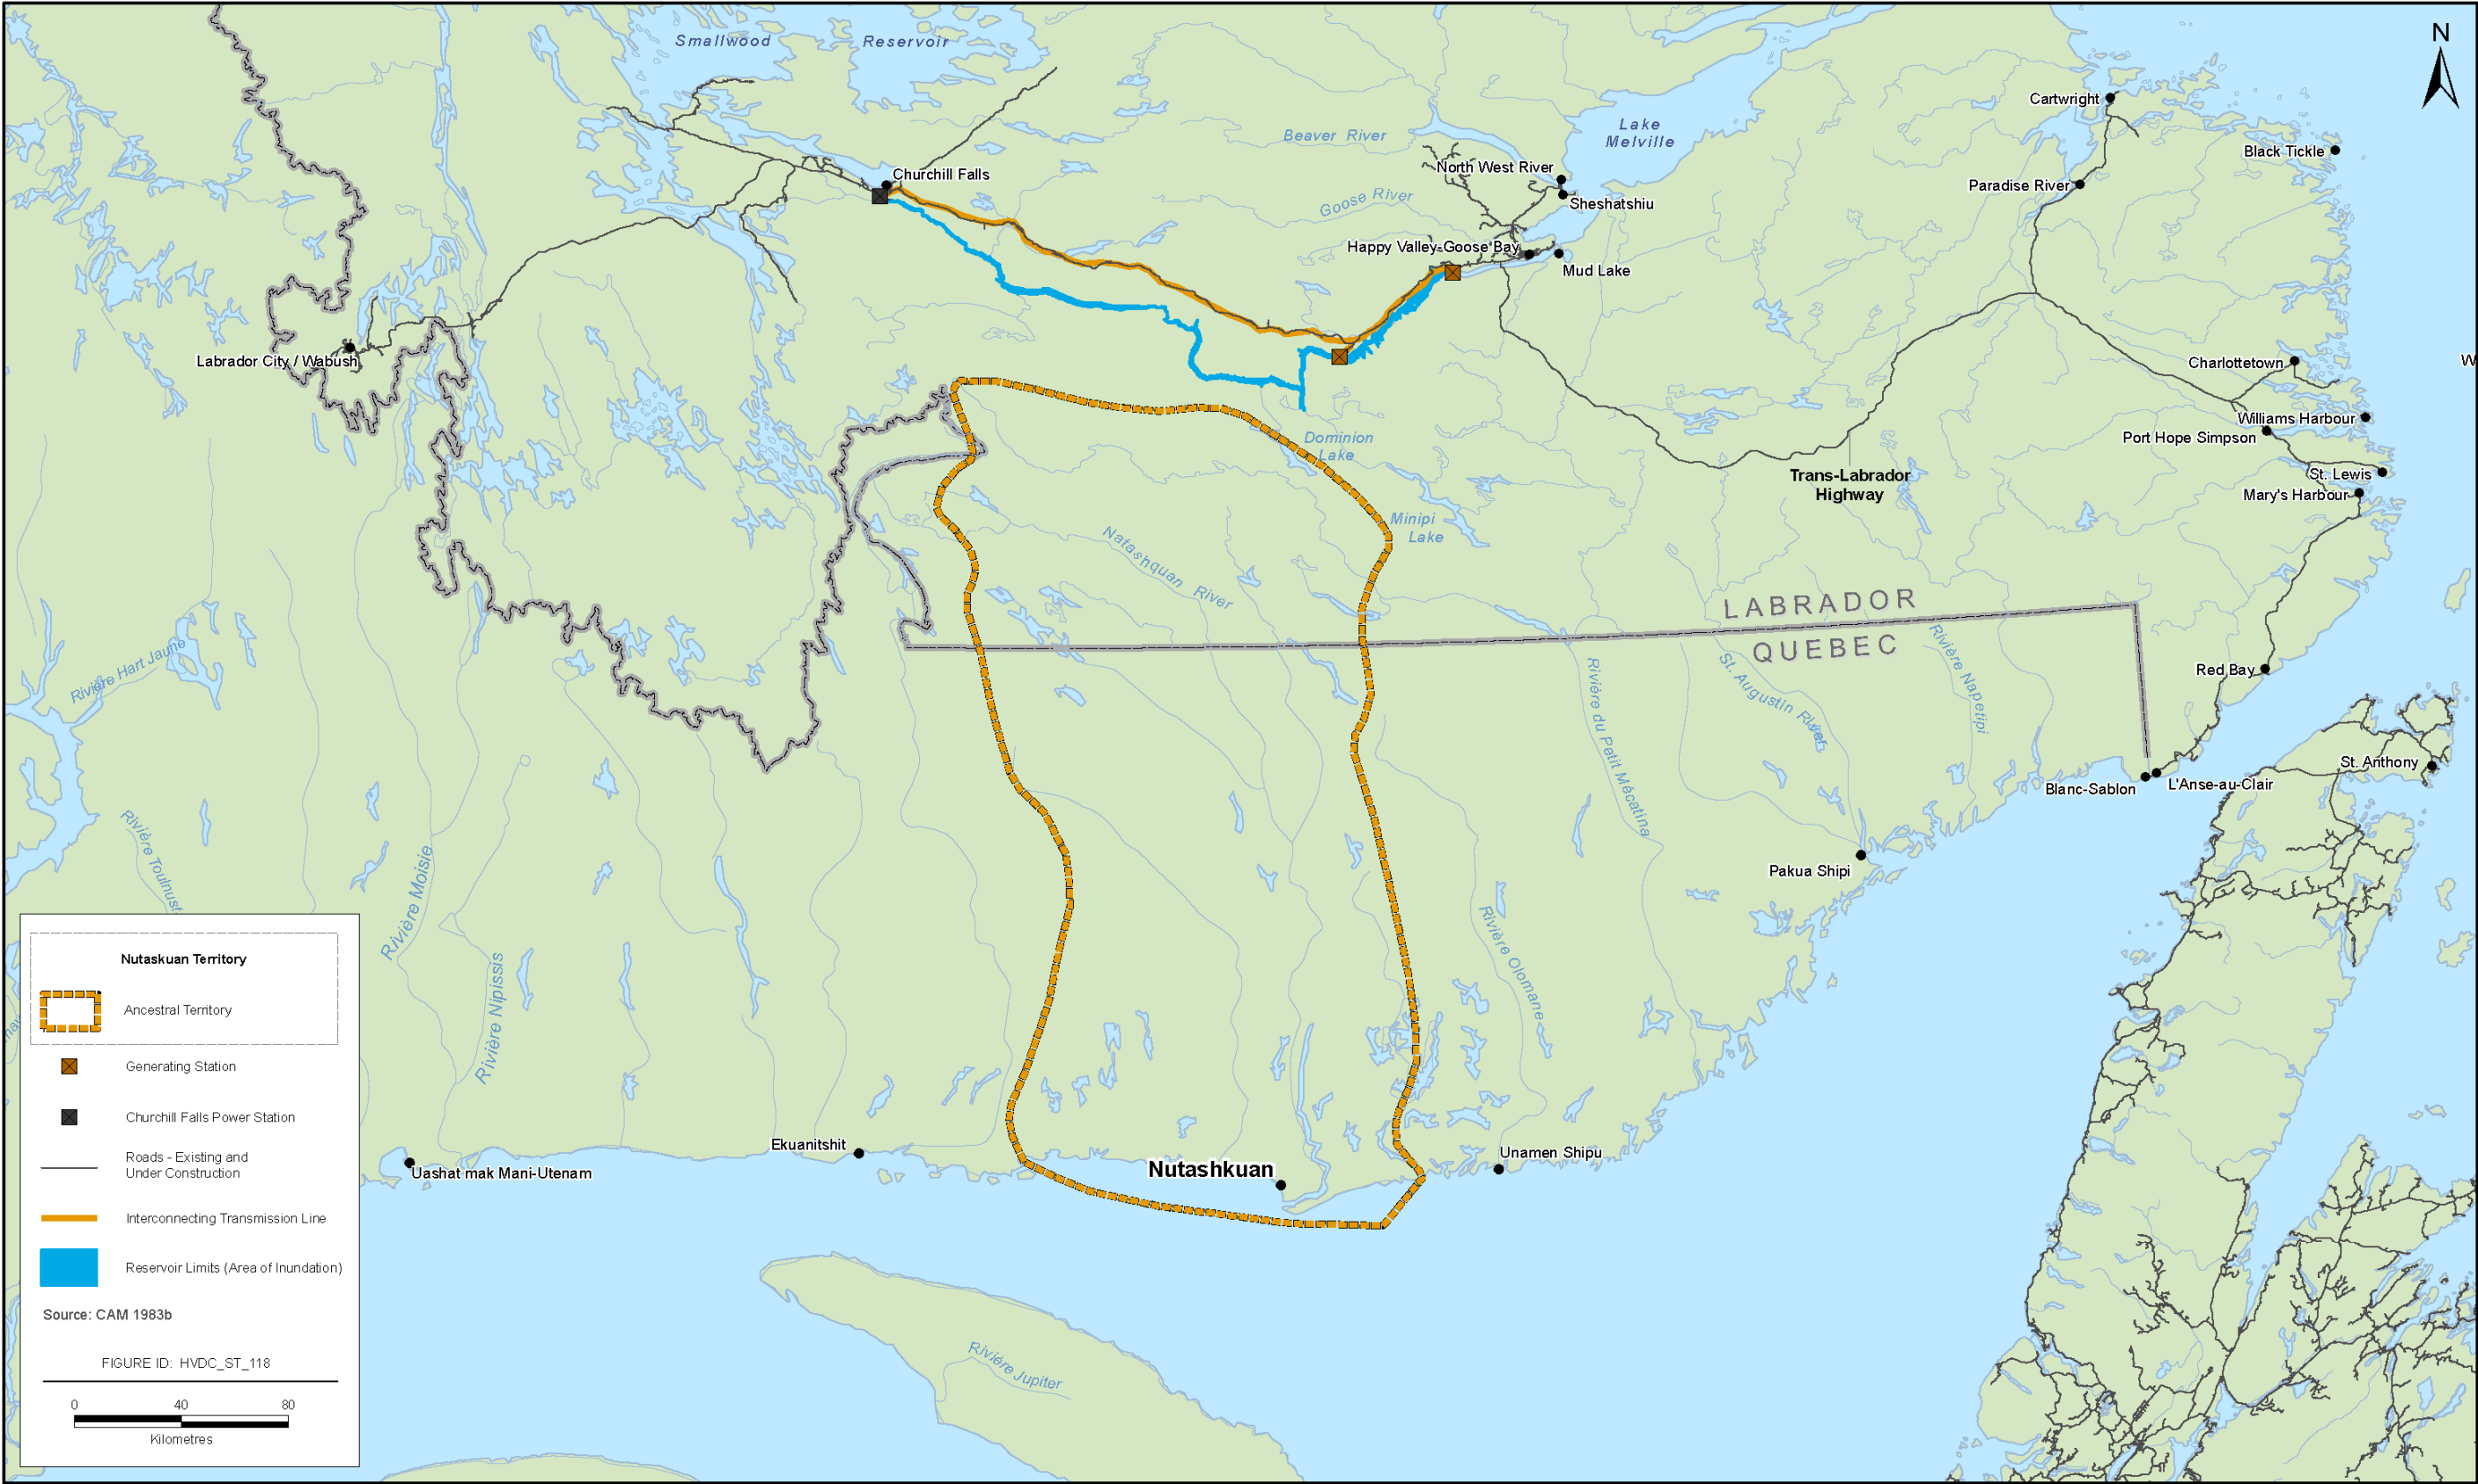 Smallwood Reservoir
N
Cartwright
Lake
Melville
Beaver River
Black Tickle
North West River
Churchill Falls
Paradise River
Goose River
Sheshatshiu
Happy Valley-Goose Bay
Mud Lake
Labrador City / Wabush
Charlottetown
W
Williams Harbour
Dominion
Lake
Port Hope Simpson
Trans-Labrador
Highway
St. Lewis
Mary's Harbour
Minipi
Lake
Natashquan River
LABRADOR
QUEBEC
Rivière Hart Jaune
Rivière du Petit Mécatina
St. Augustin River
Rivière Napetipi
Red Bay
St. Anthony
Blanc-Sablon
L'Anse-au-Clair
Rivière Toulnust
Rivière Moisie
Pakua Shipi
Rivière Nipissis
Rivière Olomane
Ekuanitshit
Unamen Shipu
Nutashkuan
Uashat mak Mani-Utenam
Rivière Jupiter
Nutaskuan Territory
Ancestral Territory
Generating Station
Churchill Falls Power Station
Roads - Existing and
Under Construction
Interconnecting Transmission Line
Reservoir Limits (Area of Inundation)
Source: CAM 1983b
FIGURE ID: HVDC_ST_118
0 40 80
Kilometres